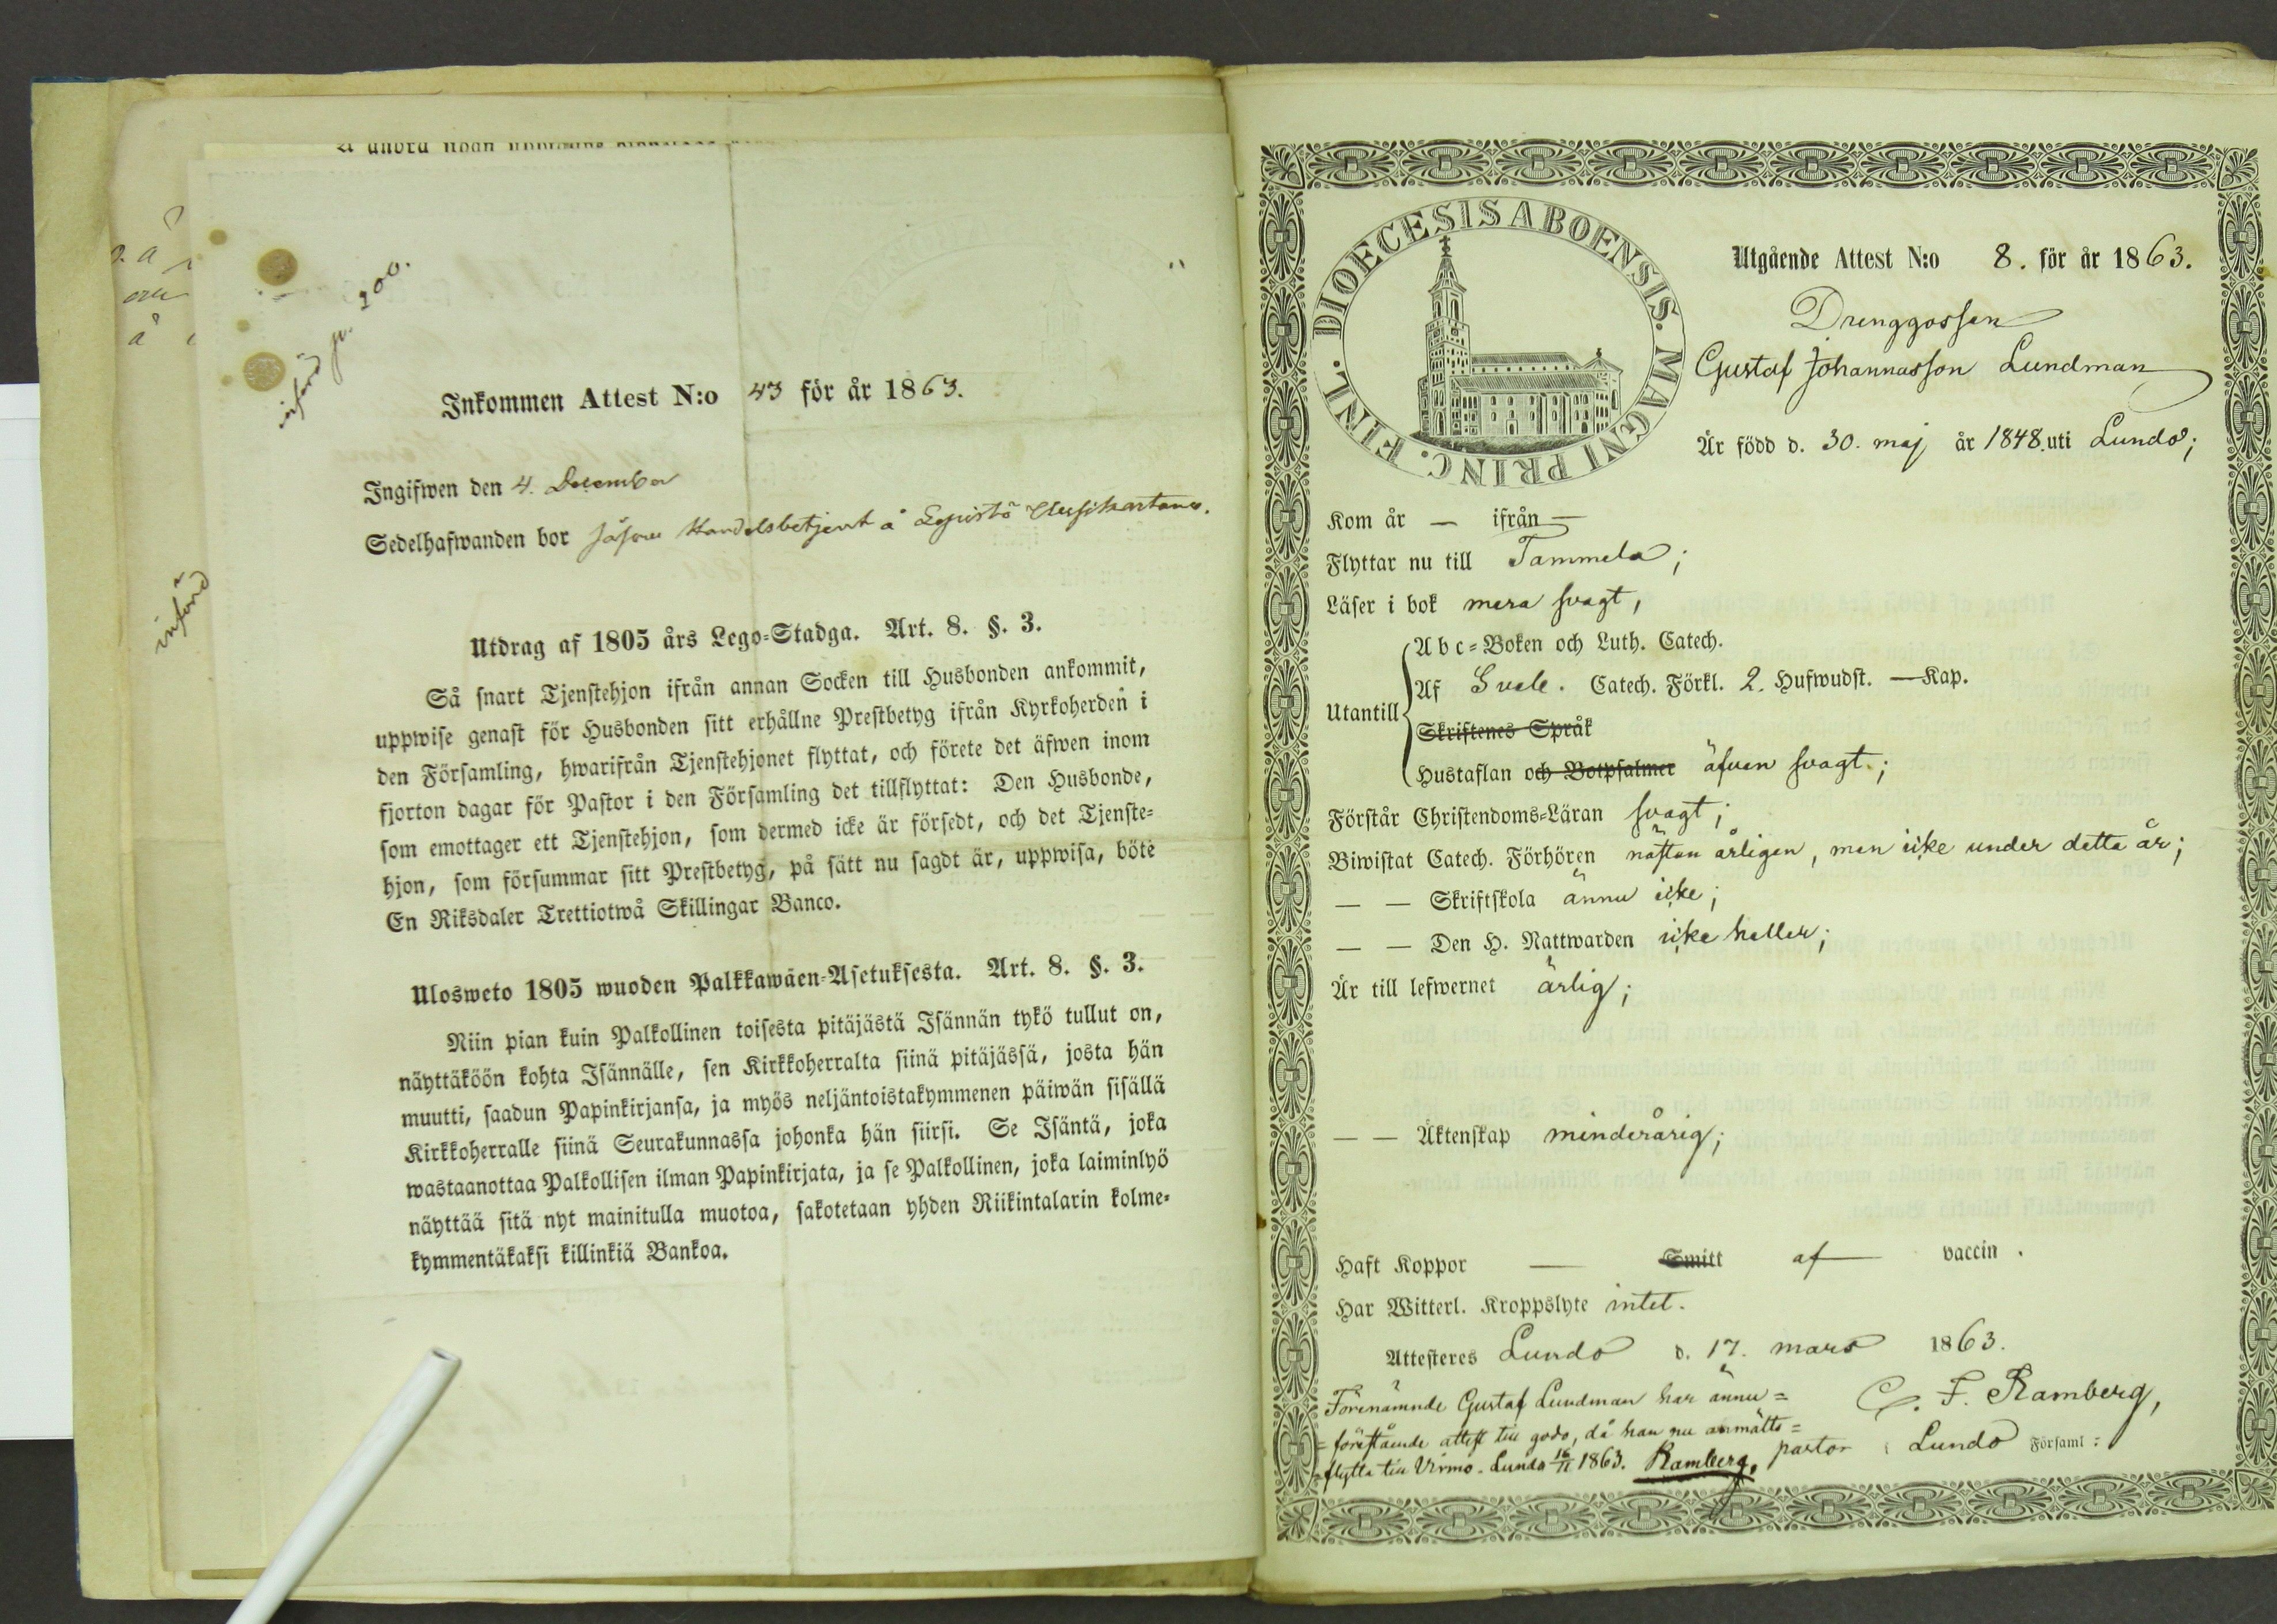 införd p. 200.
Inkommen Attest N:o 43 för år 1863.
Ingifwen den 4. December
Sedelhafwanden bor såsom Handelsbetjent å Lepistö Uusikartano.
Utdrag af 1805 års Lego-Stadga. Art. 8. §. 3.
Så snart Tjenstehjon ifrån annan Socken till Husbonden ankommit,
uppwise genast för Husbonden sitt erhållne Prestbetyg ifrån Kyrkoherden i
den Församling, hwarifrån Tjenstehjonet flyttat, och förete det äfwen inom
fjorton dagar för Pastor i den Församling det tillflyttat: Den Husbonde,
som emottager ett Tjenstehjon, som dermed icke är försedt, och det Tjenste-
hjon, som försummar sitt Prestbetyg, på sätt nu sagdt är, uppwisa, böte
En Riksdaler Trettiotwå Skillingar Banco.
Ulosweto 1805 wuoden Palkkawäen-Asetuksesta. Art. 8. §. 3.
Niin pian kuin Palkollinen toisesta pitäjästä Isännän tykö tullut on,
näyttäköön kohta Isännälle, sen Kirkkoherralta siinä pitäjässä, josta hän
muutti, saadun Papinkirjansa, ja myös neljäntoistakymmenen päiwän sisällä
Kirkkoherralle siinä Seurakunnassa johonka hän siirsi. Se Isäntä, joka
wastaanottaa Palkollisen ilman Papinkirjata, ja se Palkollinen, joka laiminlyö
näyttää sitä nyt mainitulla muotoa, sakotetaan yhden Riikintalarin kolme-
kymmentäkaksi killinkiä Bankoa.
införd
DIOECESIS ABOENSIS. MAGNI PRINC. FINL.
Utgående Attest N:o 8. för år 1863.
Drenggossen
Gustaf Johannasson Lundman
Är född d. 30. maj år 1848. uti Lundo;
Kom år — ifrån —
Flyttar nu till Tammela;
Läser i bok mera svagt,
Abc-Boken och Luth. Catech.
Utantill Af Svebe. Catech. Förkl. 2. Hufwudst. — Kap.
Skriftenes Språk
Hustaflan och Botpsalmer äfven svagt.;
Förstår Christendoms-Läran svagt;
Biwistat Catech. Förhören nästan årligen, men icke under detta år;
— — Skriftskola ännu icke;
— — Den H. Nattwarden icke heller;
Är till lefwernet ärlig;
— — Äktenskap minderårig;
Haft Koppor — Smitt af vaccin.
Har Witterl. Kroppslyte intet.
Attesteres Lundo d. 17. mars 1863.
C. F. Ramberg,
pastor i Lundo Församl:
Förenämnde Gustaf Lundman har ännu =
= förestående attest till godo, då han nu anmälts =
= flytta till Virmo. Lundo 16/11 1863. Ramberg.